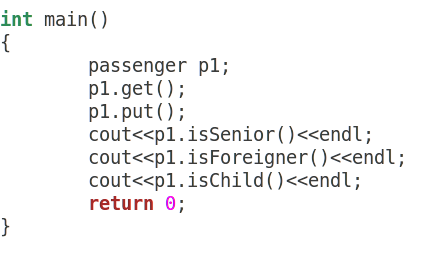 int main()
{
        passenger p1;
        p1.get();
        p1.put();
        cout<<p1.isSenior()<<endl;
        cout<<p1.isForeigner()<<endl;
        cout<<p1.isChild()<<endl;
        return 0;
}